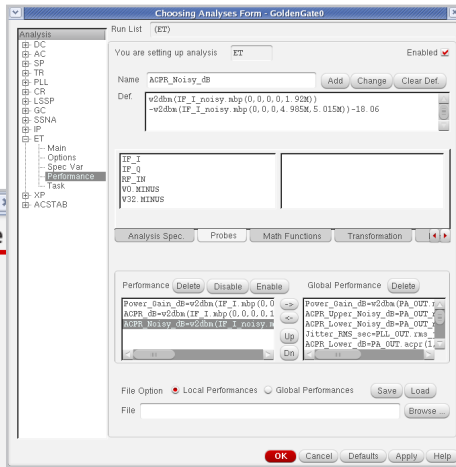 Choosing Analyses Form - GoldenGate0
Analysis
DC
AC
SP
TR
PLL
CR
LSSP
GC
SSNA
IP
ET
Main
Options
Spec Var
Performance
Task
XP
ACSTAB
Run List (ET)
You are setting up analysis ET Enabled
Name ACPR_Noisy_dB Add Change Clear Def.
Def. w2dbm(IF_I_noisy.mbp(0,0,0,0,1.92M))
-w2dbm(IF_I_noisy.mbp(0,0,0,4.985M,5.015M))-18.06
IF_I
IF_Q
RF_IN
V0.MINUS
V32.MINUS
Analysis Spec. Probes Math Functions Transformation
Performance Delete Disable Enable Global Performance Delete
Power_Gain_dB=w2dbm(IF_I.mbp(0,0
ACPR_dB=w2dbm(IF_I.mbp(0,0,0,0,1
ACPR_Noisy_dB=w2dbm(IF_I_noisy.m
-> <- Up Dn
Power_Gain_dB=w2dbm(PA_OUT.
ACPR_Upper_Noisy_dB=PA_OUT_
ACPR_Lower_Noisy_dB=PA_OUT_
Jitter_RMS_sec=PLL_OUT.rms_
ACPR_Lower_dB=PA_OUT.acpr(1,
File Option Local Performances Global Performances Save Load
File Browse ...
OK Cancel Defaults Apply Help